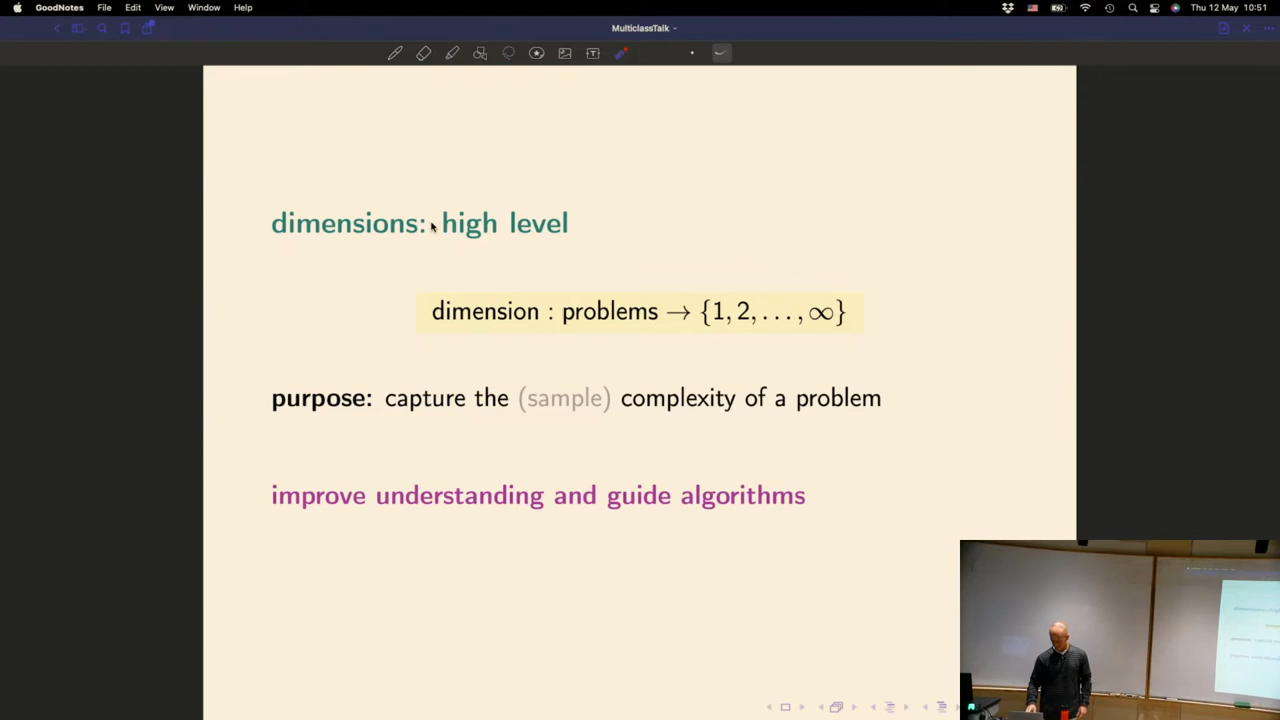 GoodNotes File Edit View Window Help Thu 12 May 10:51
MulticlassTalk
dimensions: high level
dimension : problems → {1, 2, . . . , ∞}
purpose: capture the (sample) complexity of a problem
improve understanding and guide algorithms